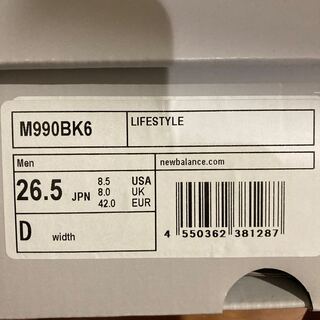 M990BK6 LIFESTYLE
Men newbalance.com
26.5 JPN 8.5 USA
8.0 UK
42.0 EUR
D width
4 550362 381287